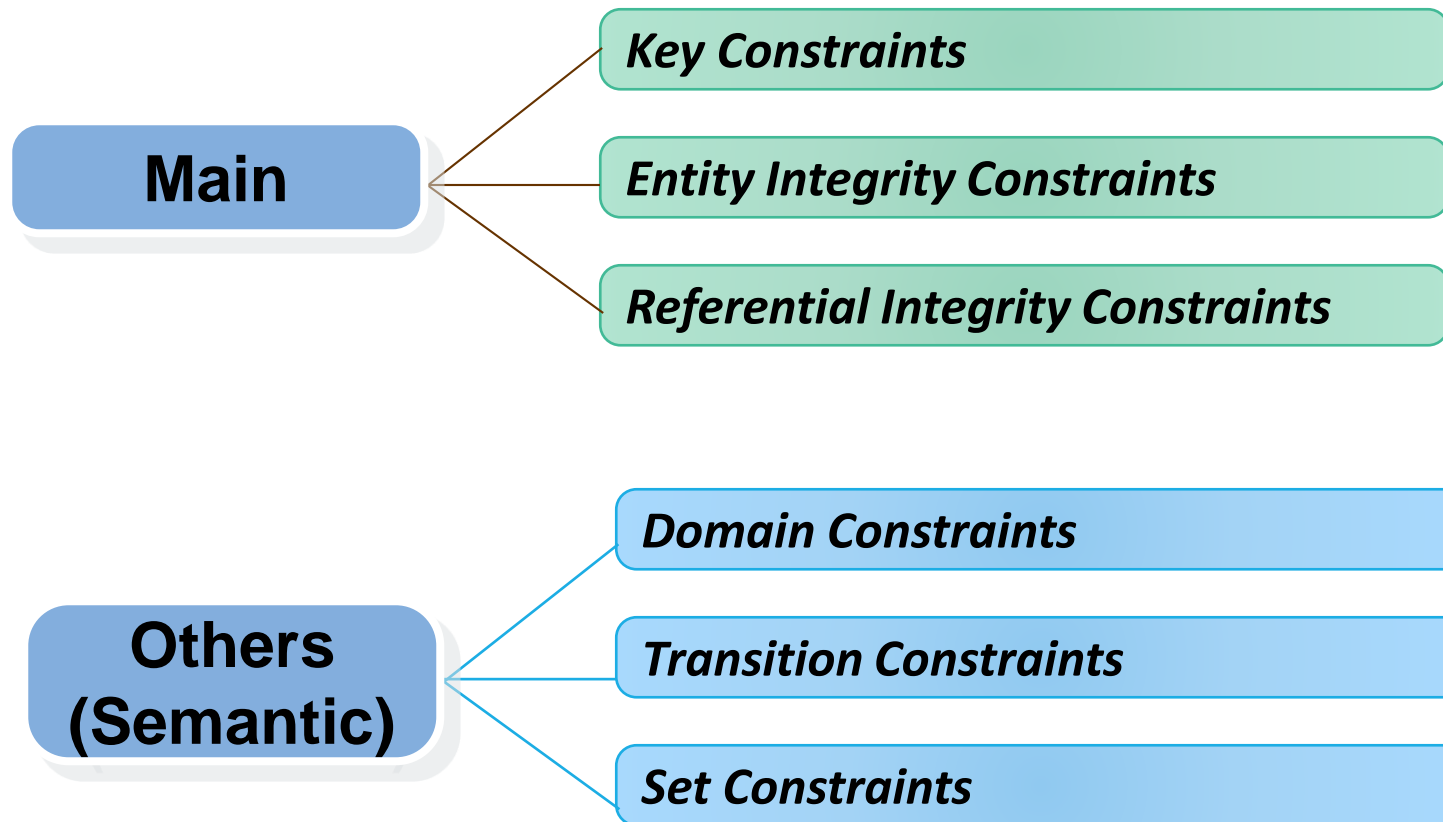 Main
Key Constraints
Entity Integrity Constraints
Referential Integrity Constraints
Others
(Semantic)
Domain Constraints
Transition Constraints
Set Constraints